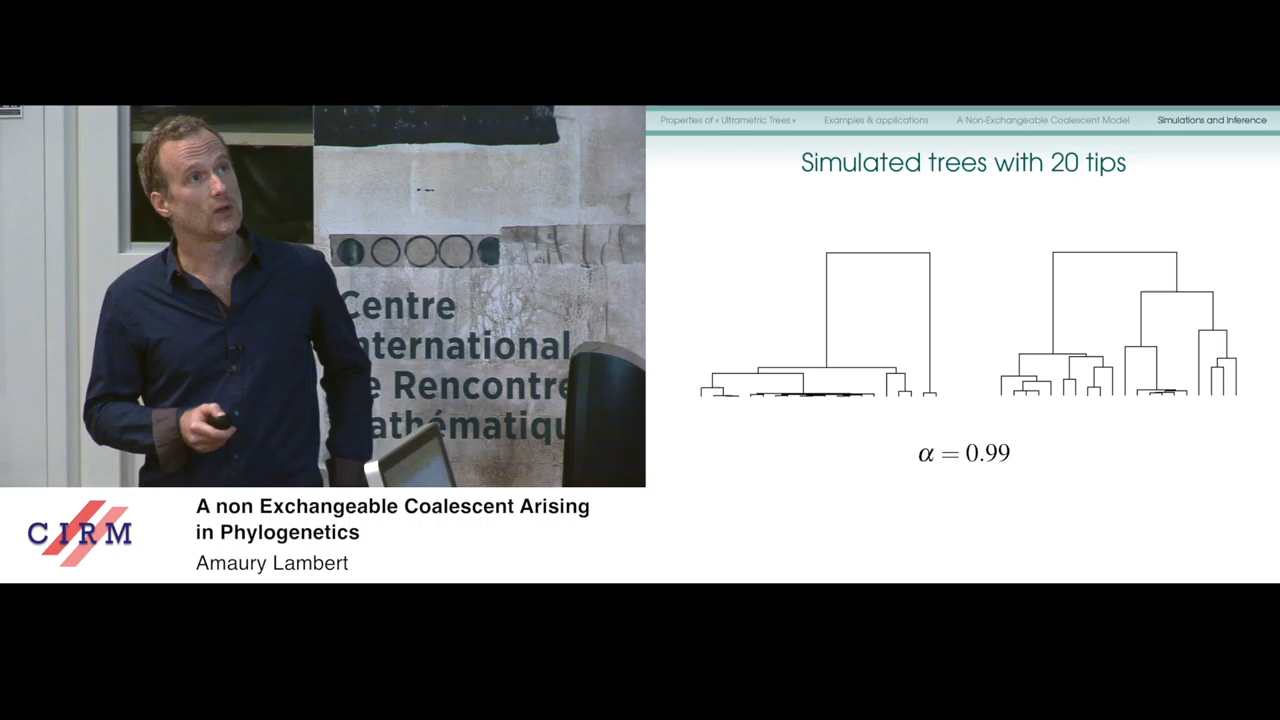 Properties of « Ultrametric Trees » Examples & applications A Non-Exchangeable Coalescent Model Simulations and Inference
Simulated trees with 20 tips
α = 0.99
Centre
International
de Rencontre
Mathématiqu
CIRM
A non Exchangeable Coalescent Arising
in Phylogenetics
Amaury Lambert